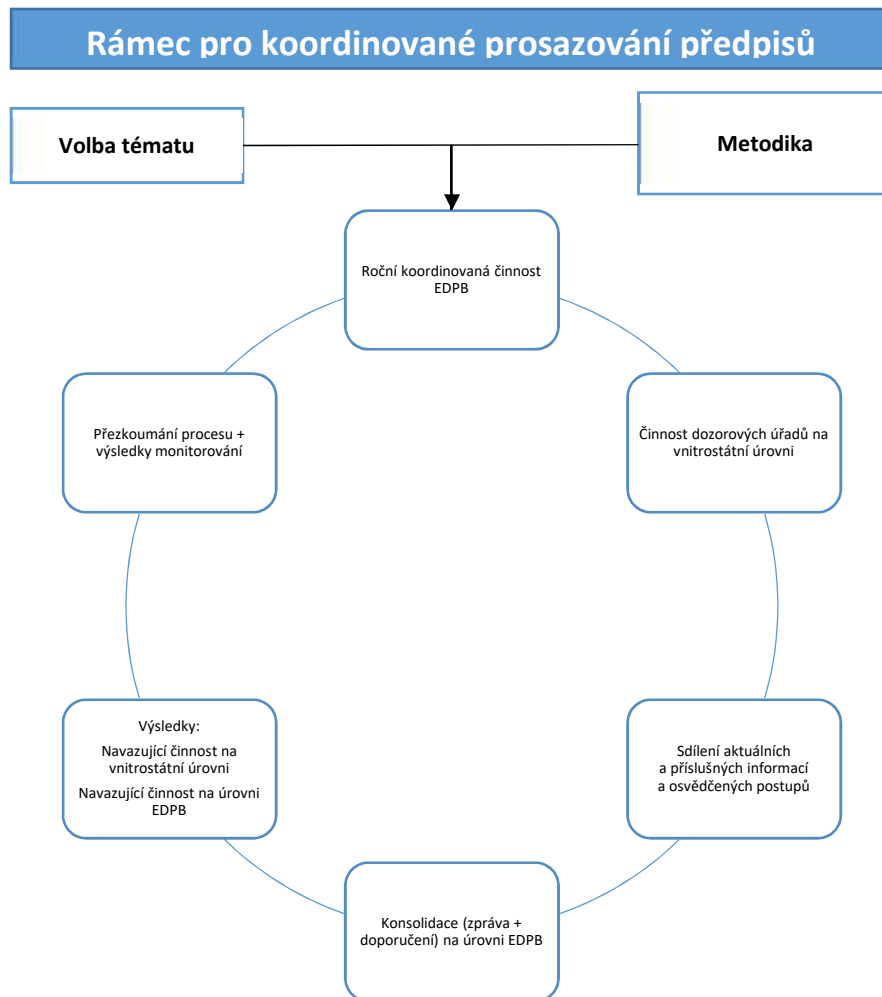 Rámec pro koordinované prosazování předpisů
Volba tématu
Metodika
Roční koordinovaná činnost
EDPB
Činnost dozorových úřadů na
vnitrostátní úrovni
Sdílení aktuálních
a příslušných informací
a osvědčených postupů
Konsolidace (zpráva +
doporučení) na úrovni EDPB
Výsledky:
Navazující činnost na
vnitrostátní úrovni
Navazující činnost na úrovni
EDPB
Přezkoumání procesu +
výsledky monitorování